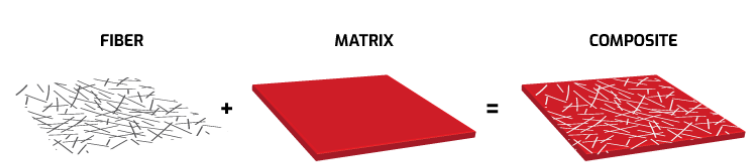 FIBER
MATRIX
COMPOSITE
+
=